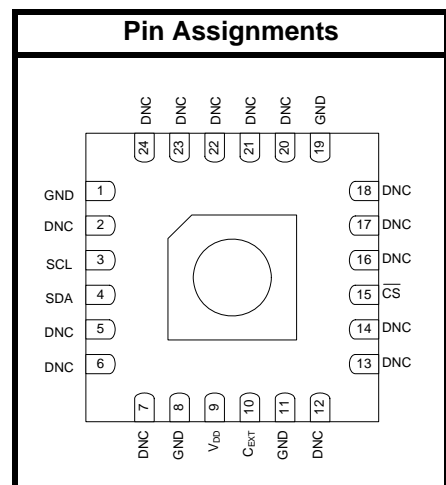 Pin Assignments
DNC DNC DNC DNC DNC GND
24 23 22 21 20 19
GND 1 18 DNC
DNC 2 17 DNC
SCL 3 16 DNC
SDA 4 15 C̅S̅
DNC 5 14 DNC
DNC 6 13 DNC
7 8 9 10 11 12
DNC GND VDD CEXT GND DNC